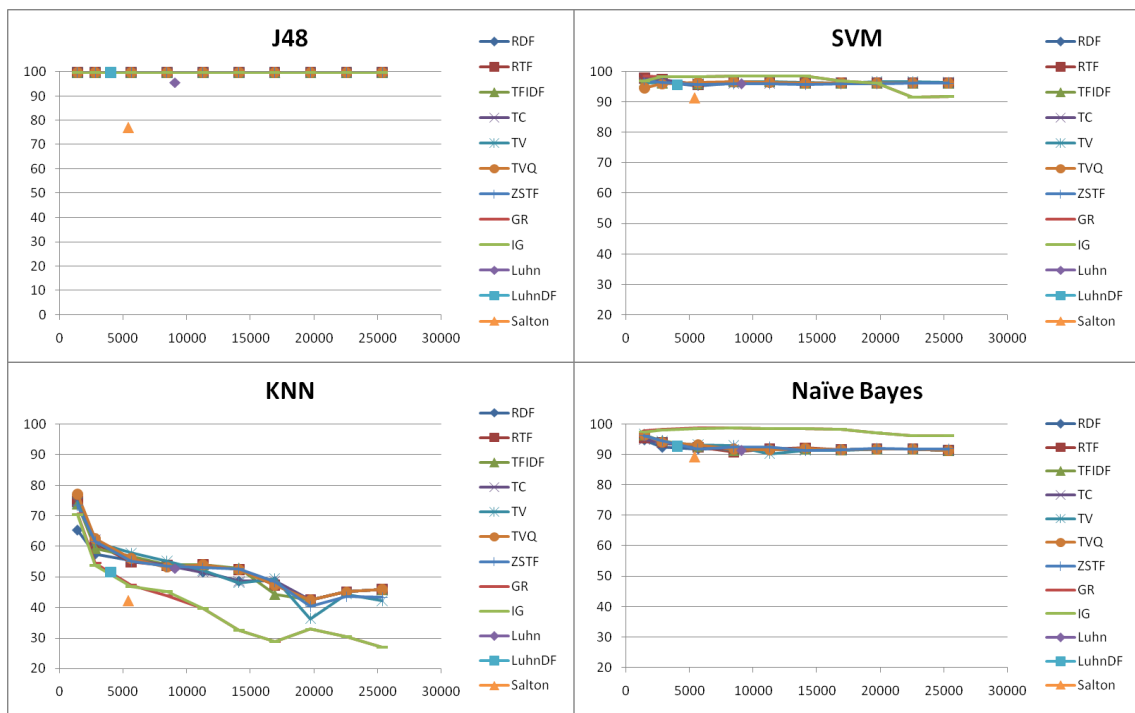 J48
100
90
80
70
60
50
40
30
20
10
0
0 5000 10000 15000 20000 25000 30000
RDF
RTF
TFIDF
TC
TV
TVQ
ZSTF
GR
IG
Luhn
LuhnDF
Salton
SVM
100
90
80
70
60
50
40
30
20
0 5000 10000 15000 20000 25000 30000
RDF
RTF
TFIDF
TC
TV
TVQ
ZSTF
GR
IG
Luhn
LuhnDF
Salton
KNN
100
90
80
70
60
50
40
30
20
0 5000 10000 15000 20000 25000 30000
RDF
RTF
TFIDF
TC
TV
TVQ
ZSTF
GR
IG
Luhn
LuhnDF
Salton
Naïve Bayes
100
90
80
70
60
50
40
30
20
0 5000 10000 15000 20000 25000 30000
RDF
RTF
TFIDF
TC
TV
TVQ
ZSTF
GR
IG
Luhn
LuhnDF
Salton